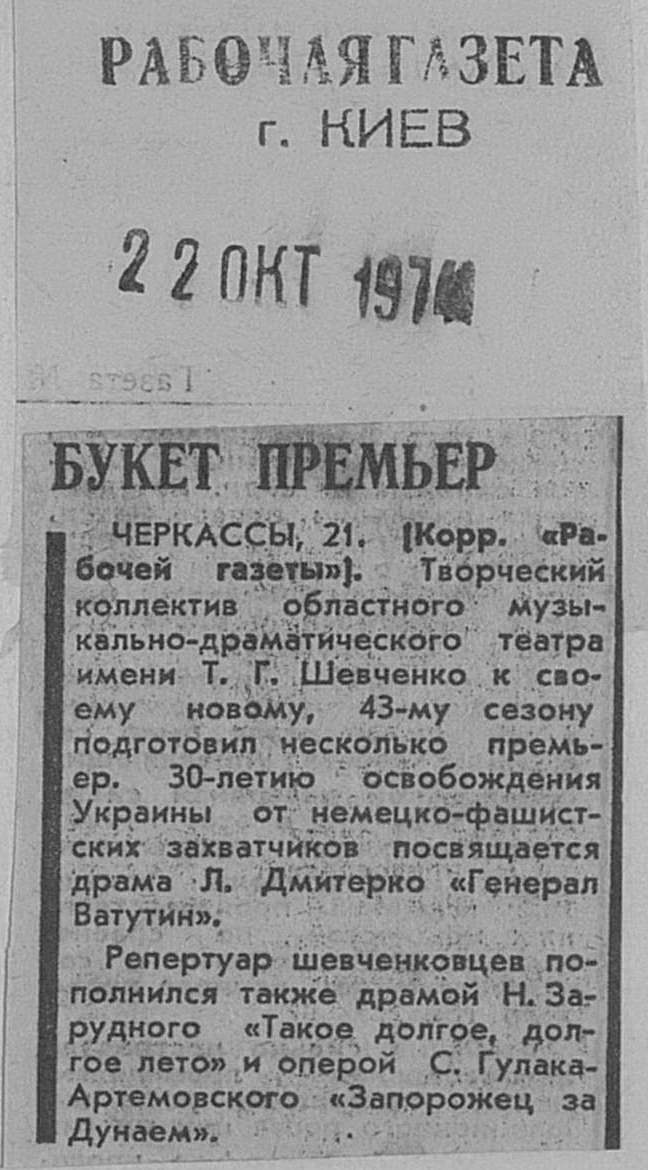 РАБОЧАЯ ГАЗЕТА
г. КИЕВ
22 ОКТ 1974
Газета №
БУКЕТ ПРЕМЬЕР
ЧЕРКАССЫ, 21. (Корр. «Ра-
бочей газеты»). Творческий
коллектив областного музы-
кально-драматического театра
имени Т. Г. Шевченко к сво-
ему новому, 43-му сезону
подготовил несколько премь-
ер. 30-летию освобождения
Украины от немецко-фашист-
ских захватчиков посвящается
драма Л. Дмитерко «Генерал
Ватутин».
Репертуар шевченковцев по-
полнился также драмой Н. За-
рудного «Такое долгое, дол-
гое лето» и оперой С. Гулака-
Артемовского «Запорожец за
Дунаем».